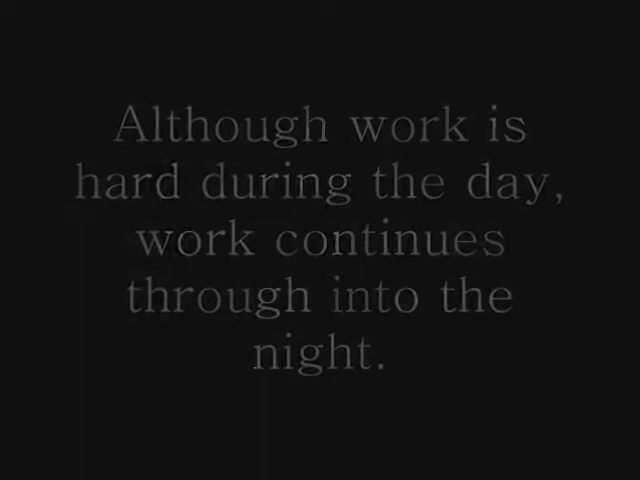 Although work is
hard during the day,
work continues
through into the
night.